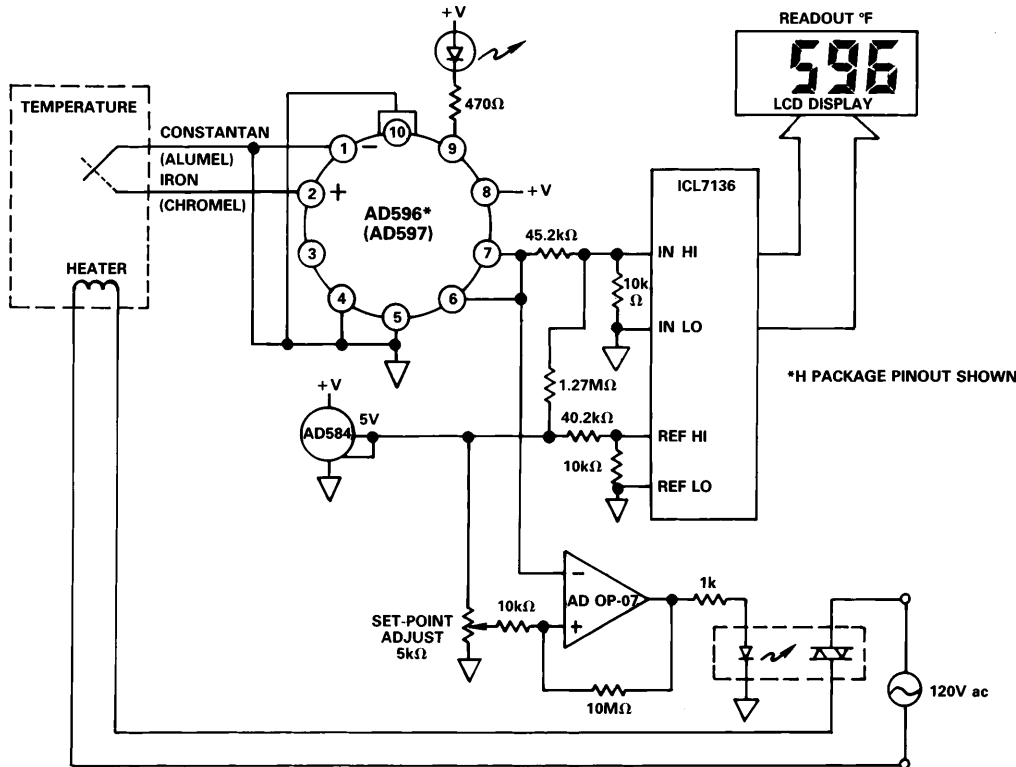 +V
READOUT °F
596
LCD DISPLAY
470Ω
TEMPERATURE
CONSTANTAN
(ALUMEL)
IRON
(CHROMEL)
HEATER
10
1
−
9
2
+
8
+V
AD596*
(AD597)
3
7
4
6
5
45.2kΩ
ICL7136
IN HI
10k
Ω
IN LO
1.27MΩ
*H PACKAGE PINOUT SHOWN
+V
5V
AD584
40.2kΩ
REF HI
10kΩ
REF LO
−
AD OP-07
+
1k
SET-POINT
ADJUST
5kΩ
10kΩ
10MΩ
120V ac